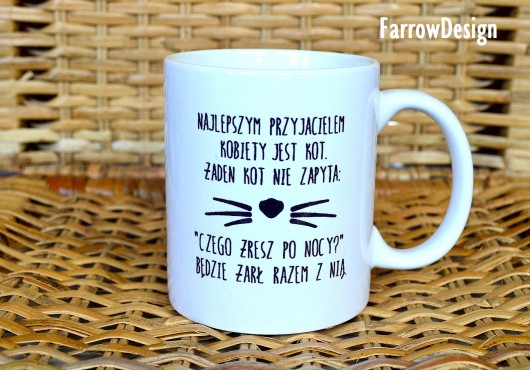 FarrowDesign
NAJLEPSZYM PRZYJACIELEM
KOBIETY JEST KOT.
ŻADEN KOT NIE ZAPYTA:
"CZEGO ŻRESZ PO NOCY?"
BĘDZIE ŻARŁ RAZEM Z NIĄ.